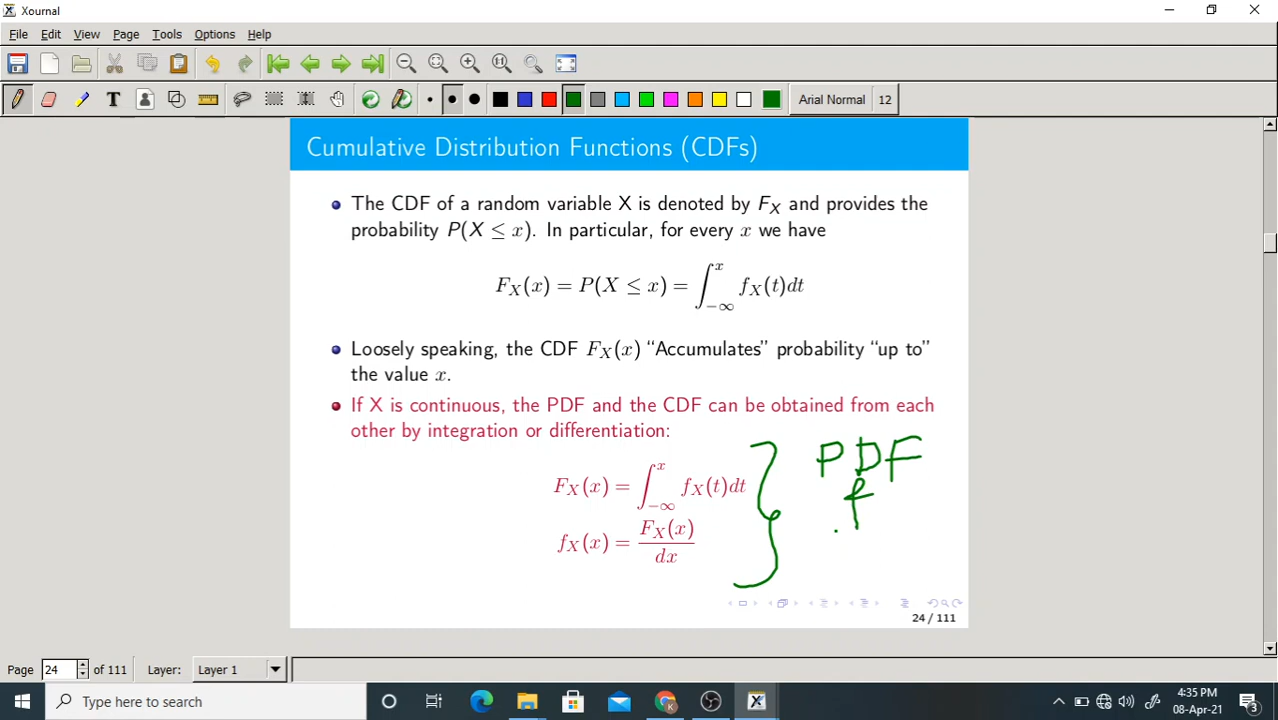 Xournal
File Edit View Page Tools Options Help
T Arial Normal 12
Cumulative Distribution Functions (CDFs)
The CDF of a random variable X is denoted by F_X and provides the
probability P(X ≤ x). In particular, for every x we have
F_X(x) = P(X ≤ x) = ∫_{-∞}^{x} f_X(t)dt
Loosely speaking, the CDF F_X(x) “Accumulates” probability “up to”
the value x.
If X is continuous, the PDF and the CDF can be obtained from each
other by integration or differentiation:
F_X(x) = ∫_{-∞}^{x} f_X(t)dt
f_X(x) = F_X(x)/dx
PDF
f
24 / 111
Page 24 of 111 Layer: Layer 1
Type here to search
4:35 PM
08-Apr-21
3